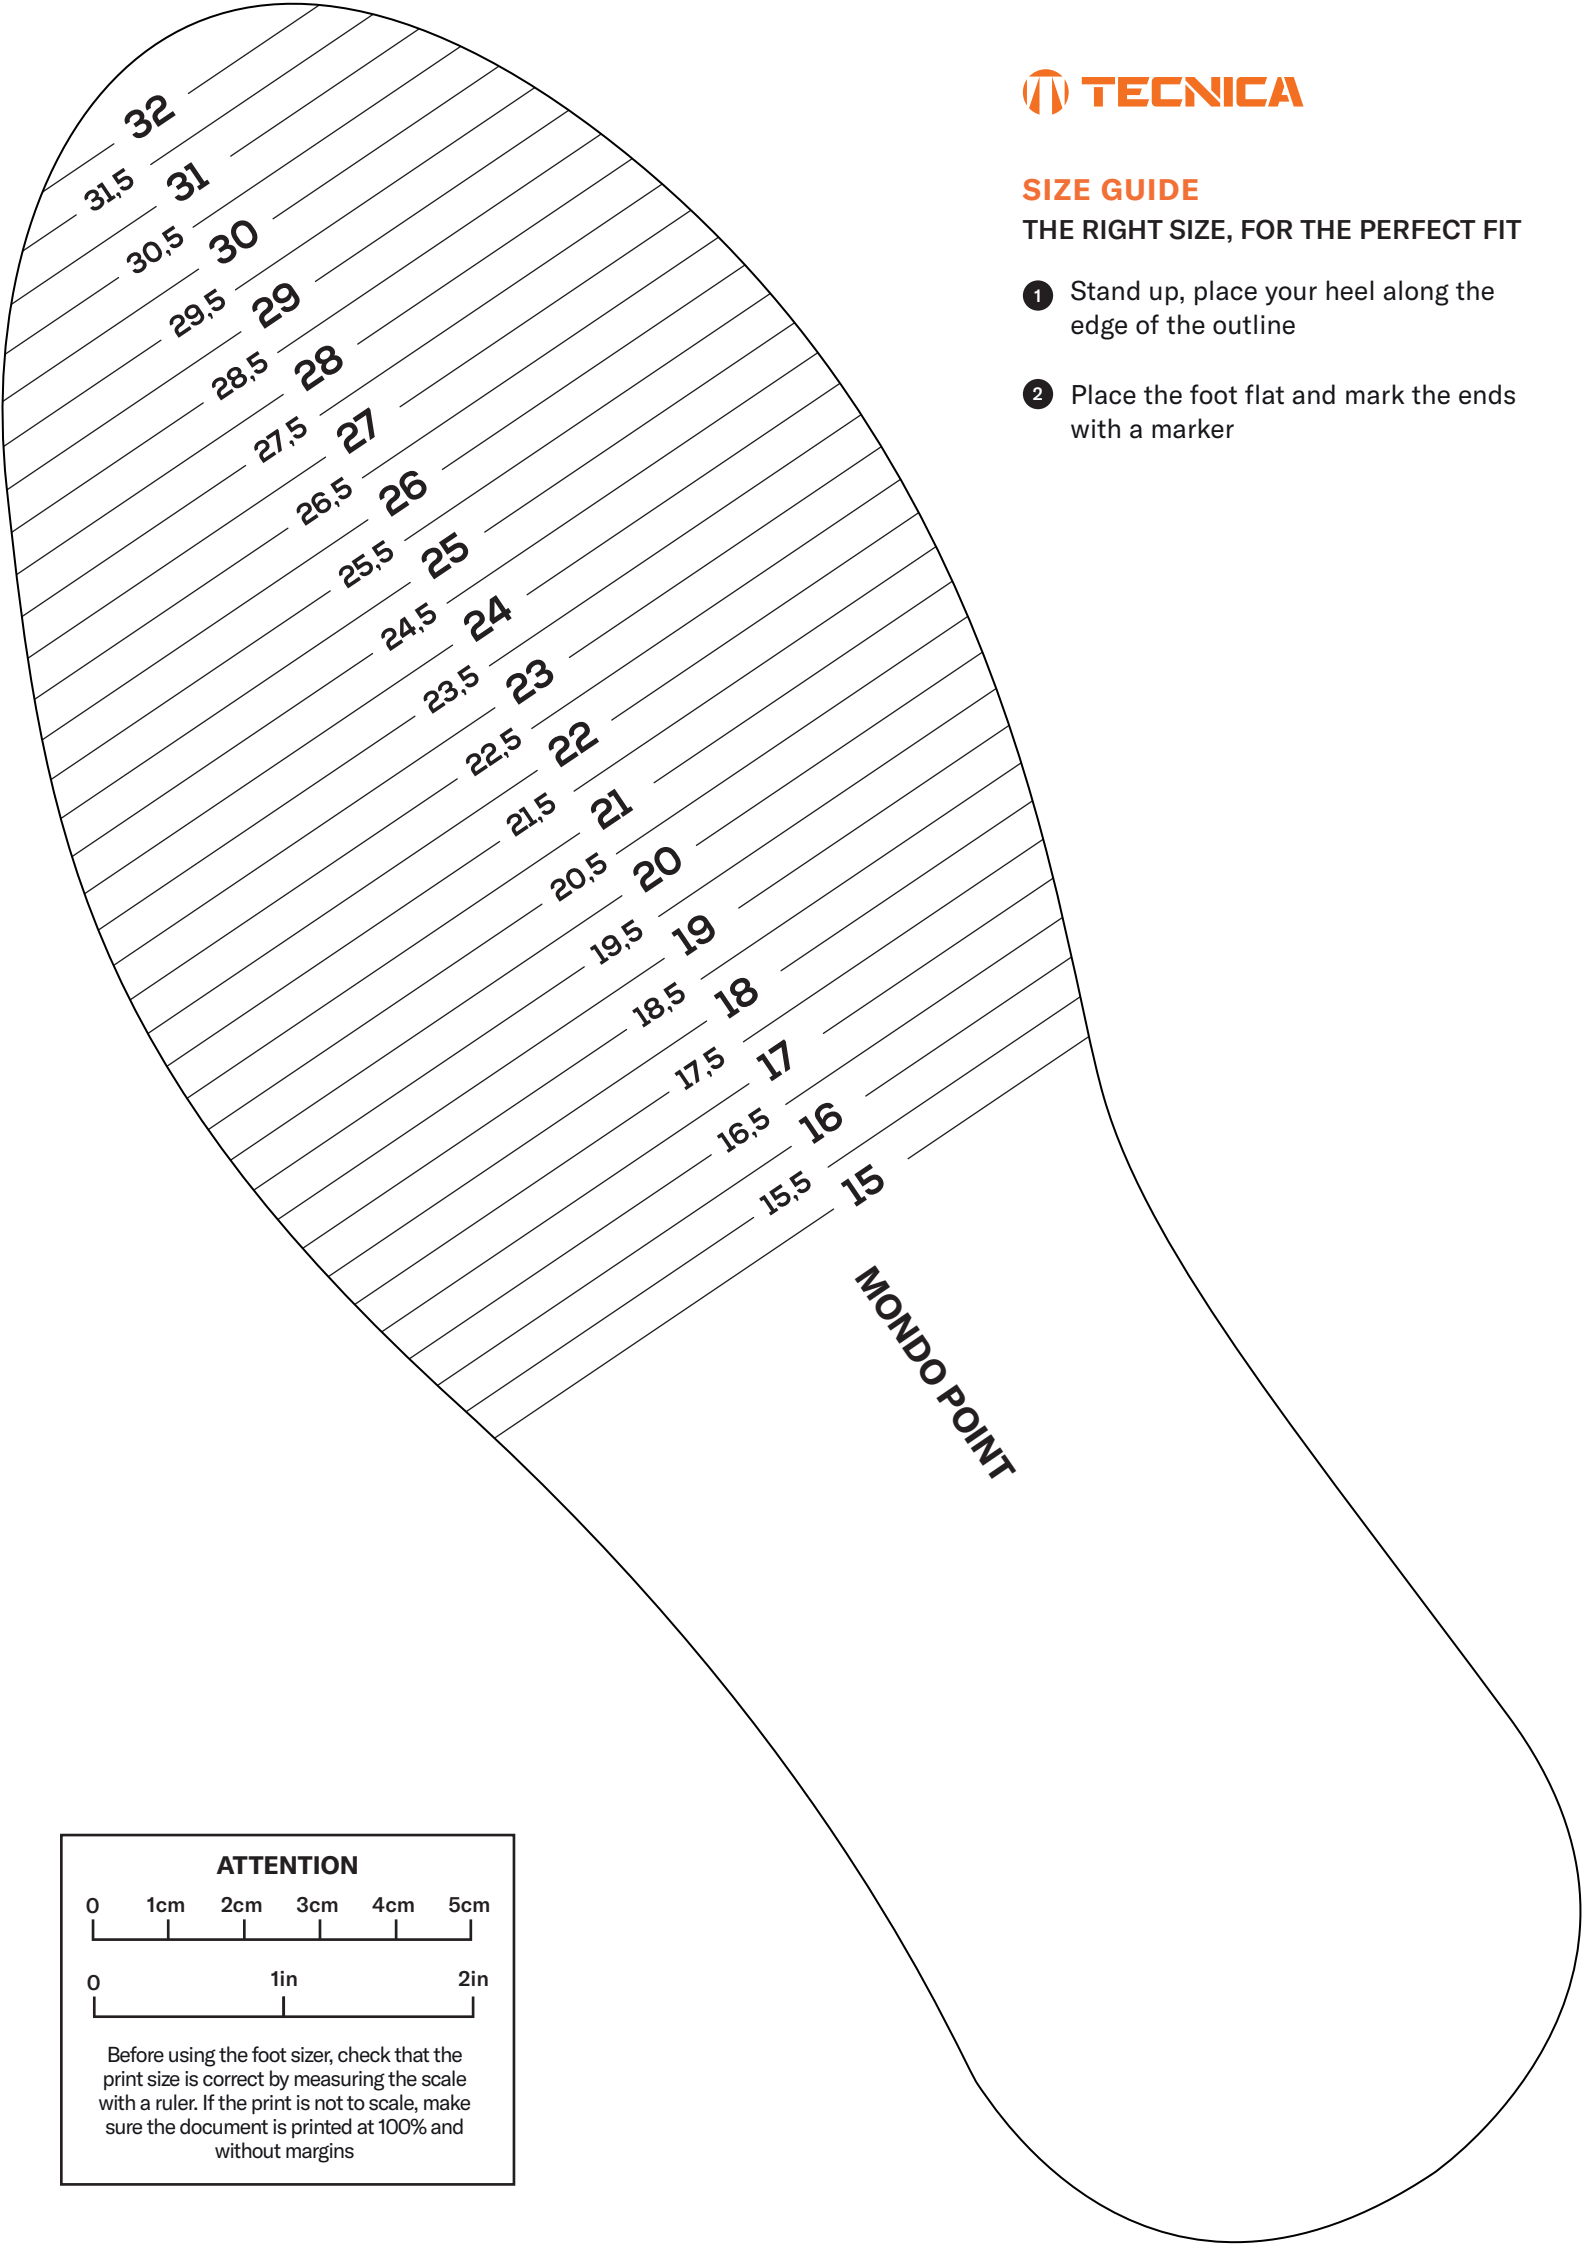 TECNICA
SIZE GUIDE
THE RIGHT SIZE, FOR THE PERFECT FIT
1 Stand up, place your heel along the
edge of the outline
2 Place the foot flat and mark the ends
with a marker
32
31,5
31
30,5
30
29,5
29
28,5
28
27,5
27
26,5
26
25,5
25
24,5
24
23,5
23
22,5
22
21,5
21
20,5
20
19,5
19
18,5
18
17,5
17
16,5
16
15,5
15
MONDO POINT
ATTENTION
0 1cm 2cm 3cm 4cm 5cm
0 1in 2in
Before using the foot sizer, check that the
print size is correct by measuring the scale
with a ruler. If the print is not to scale, make
sure the document is printed at 100% and
without margins